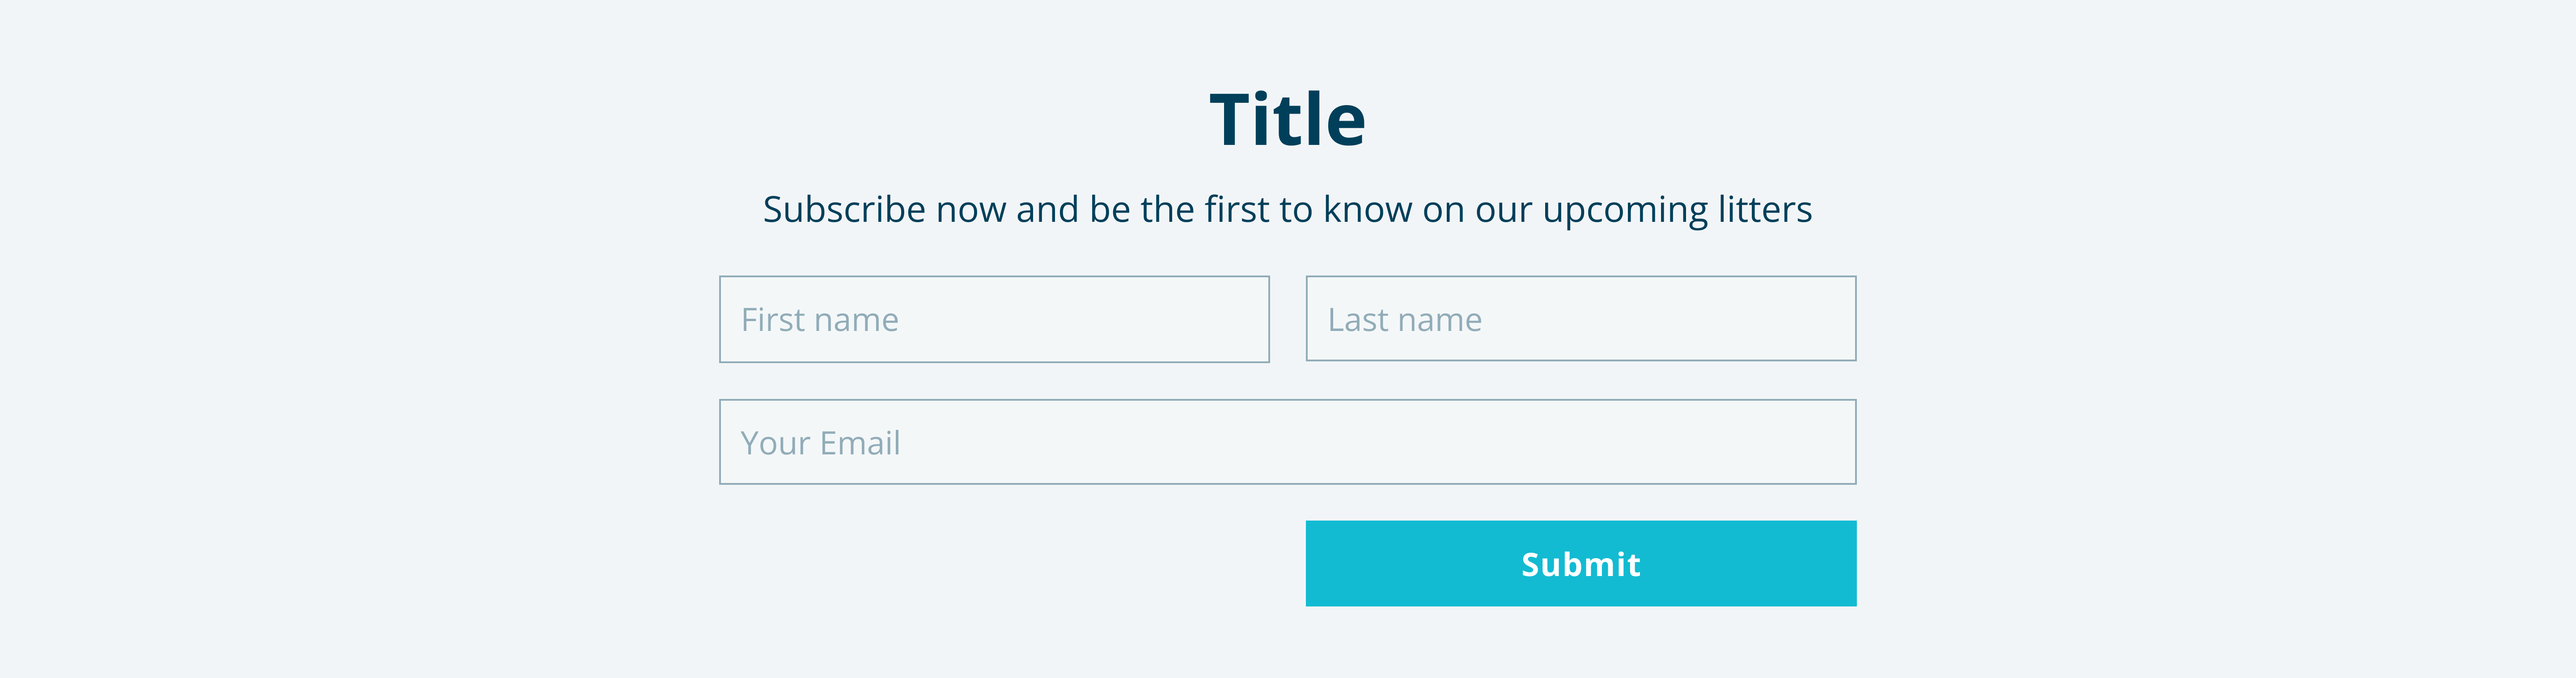 Title
Subscribe now and be the first to know on our upcoming litters
First name
Last name
Your Email
Submit